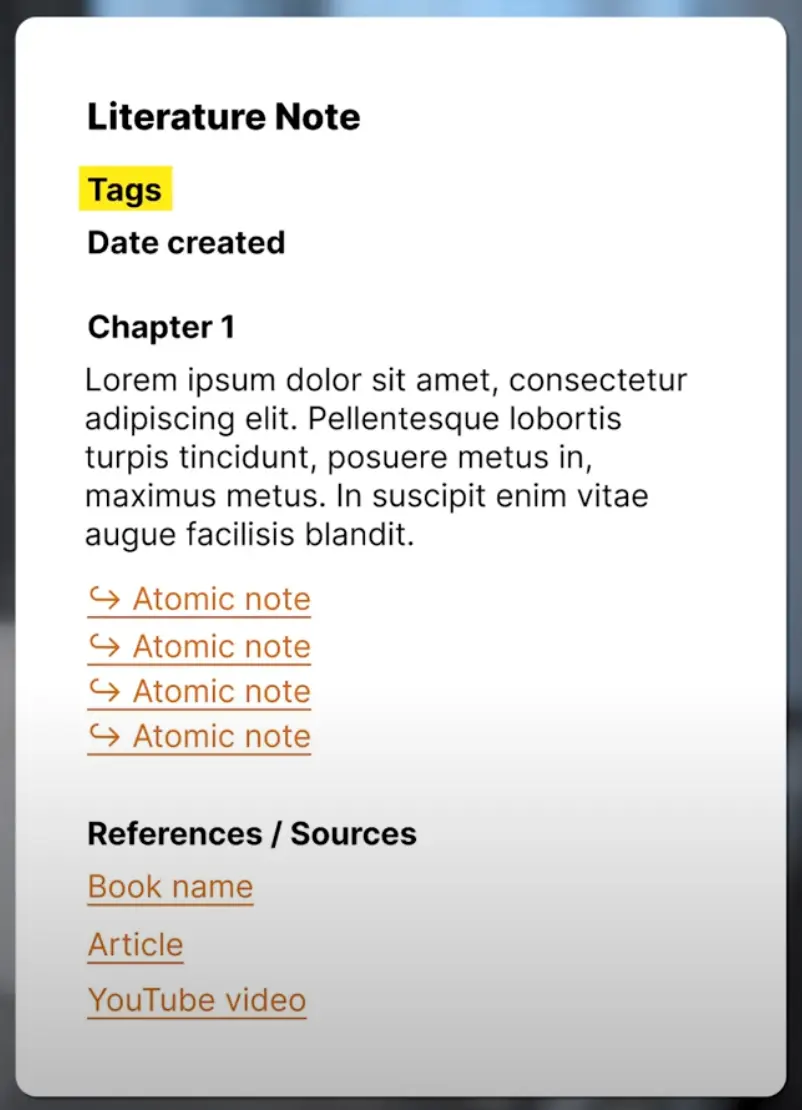 Literature Note
Tags
Date created
Chapter 1
Lorem ipsum dolor sit amet, consectetur
adipiscing elit. Pellentesque lobortis
turpis tincidunt, posuere metus in,
maximus metus. In suscipit enim vitae
augue facilisis blandit.
↪ Atomic note
↪ Atomic note
↪ Atomic note
↪ Atomic note
References / Sources
Book name
Article
YouTube video